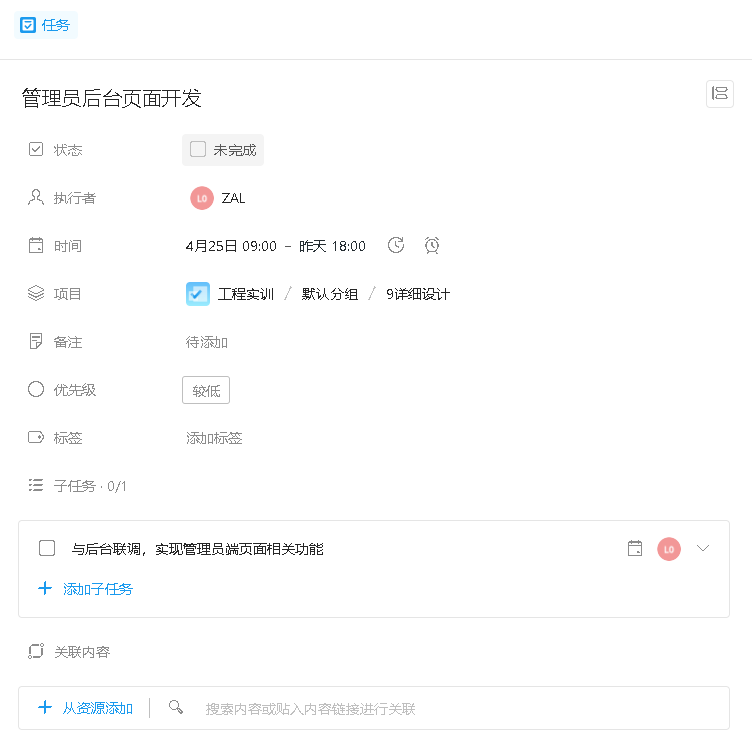 任务
管理员后台页面开发
状态 未完成
执行者 LO ZAL
时间 4月25日 09:00 – 昨天 18:00
项目 工程实训 / 默认分组 / 9详细设计
备注 待添加
优先级 较低
标签 添加标签
子任务 · 0/1
与后台联调，实现管理员端页面相关功能 LO
添加子任务
关联内容
从资源添加 搜索内容或贴入内容链接进行关联